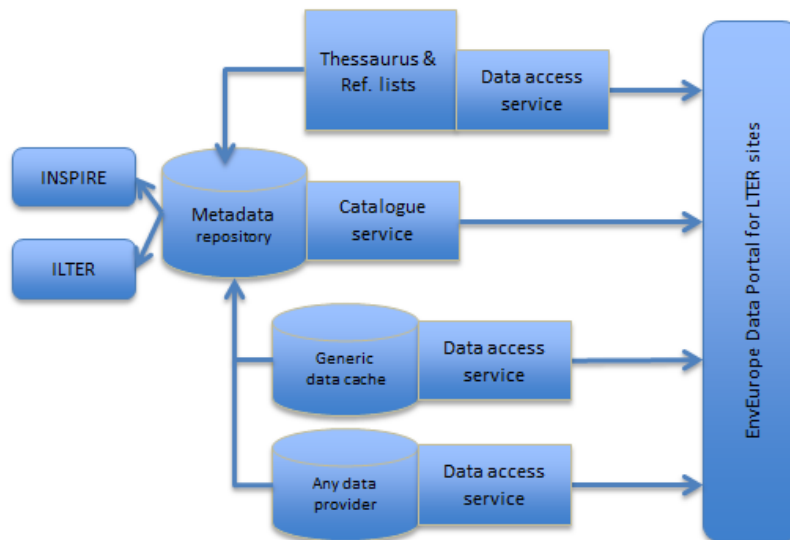 Thessaurus &
Ref. lists
Data access
service
INSPIRE
ILTER
Metadata
repository
Catalogue
service
Generic
data cache
Data access
service
Any data
provider
Data access
service
EnvEurope Data Portal for LTER sites